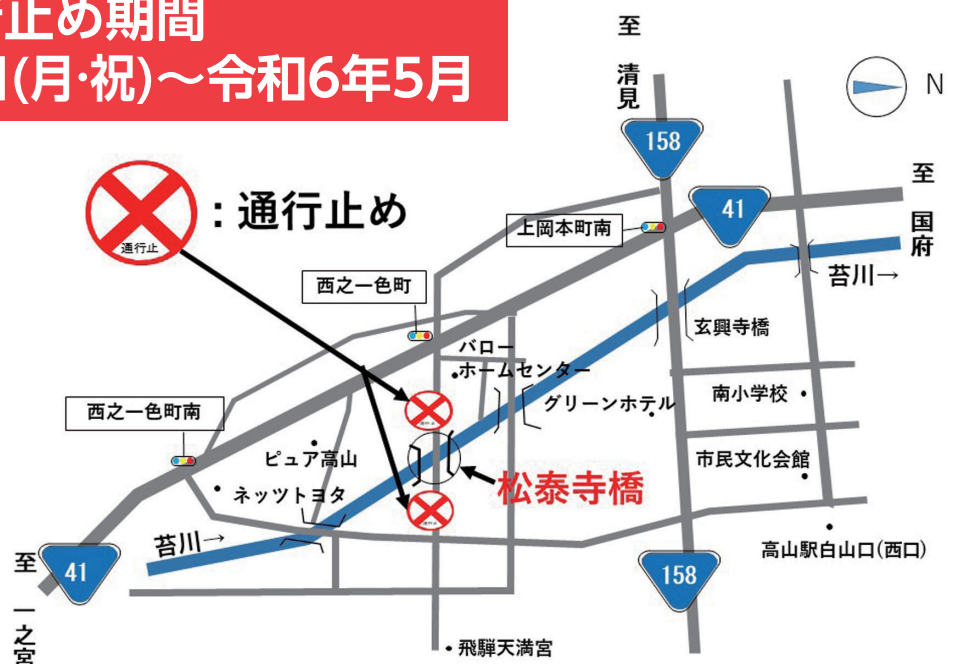 行止め期間
日(月・祝)～令和6年5月
至
清見
N
158
至
国府
41
通行止
：通行止め
上岡本町南
苔川→
西之一色町
玄興寺橋
バロー
ホームセンター
南小学校
グリーンホテル
西之一色町南
ピュア高山
市民文化会館
松泰寺橋
ネッツトヨタ
苔川→
高山駅白山口(西口)
至
一之宮
41
158
飛騨天満宮